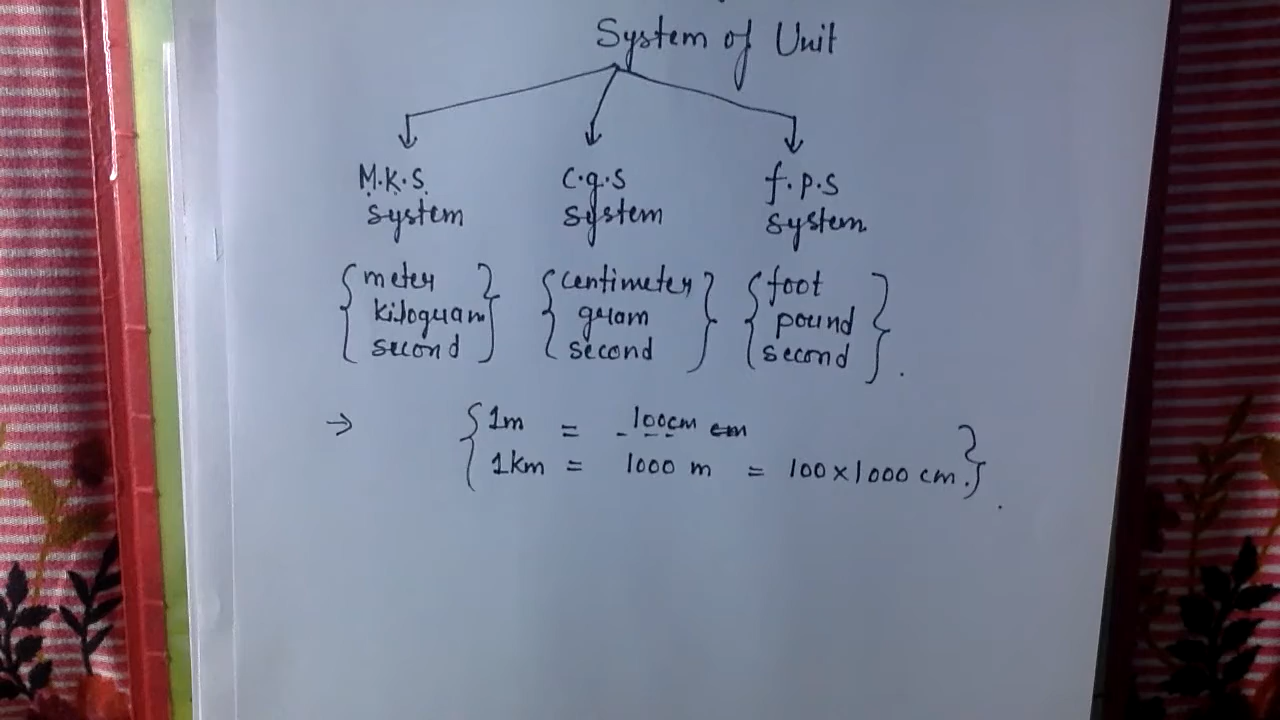 System of Unit
M.K.S. C.g.S f.p.s
system system system
{meter} {centimeter} {foot}
{kilogram} {gram} {pound}
{second} {second} {second}.
→ {1m = 100cm cm
1km = 1000 m = 100×1000 cm.}.